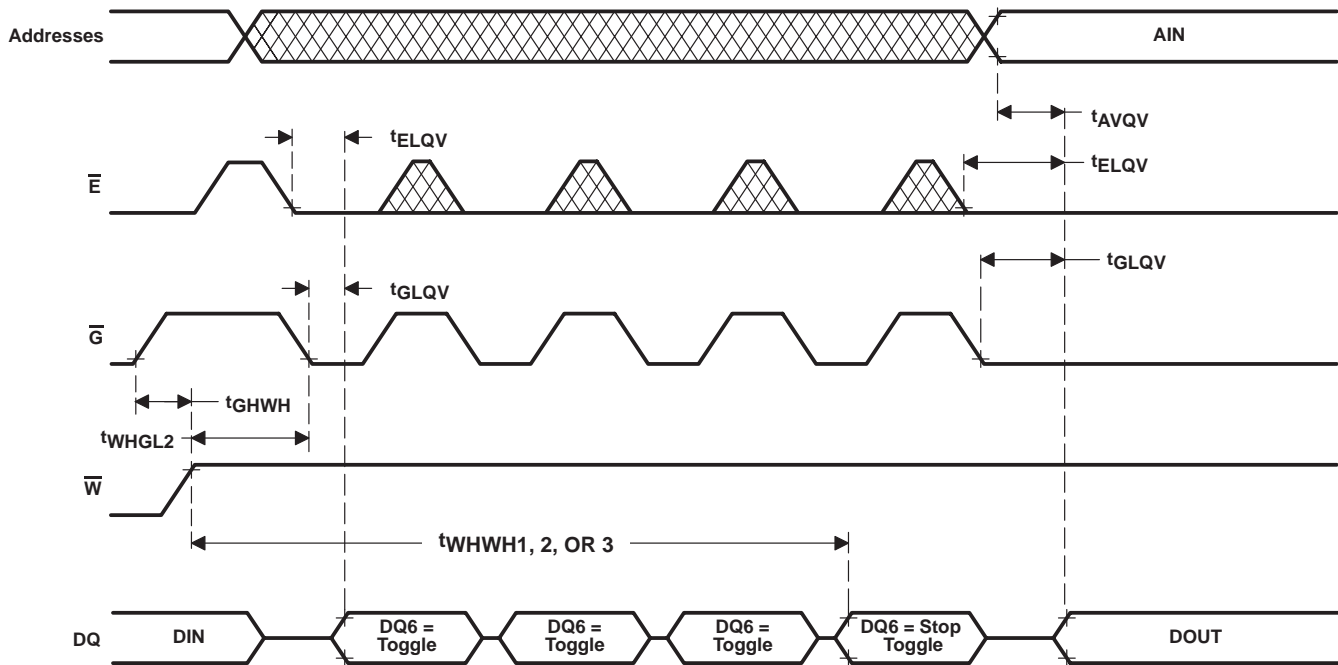 Addresses
AIN
tAVQV
tELQV
tELQV
E
tGLQV
tGLQV
G
tGHWH
tWHGL2
W
tWHWH1, 2, OR 3
DQ
DIN
DQ6 =
Toggle
DQ6 =
Toggle
DQ6 =
Toggle
DQ6 = Stop
Toggle
DOUT